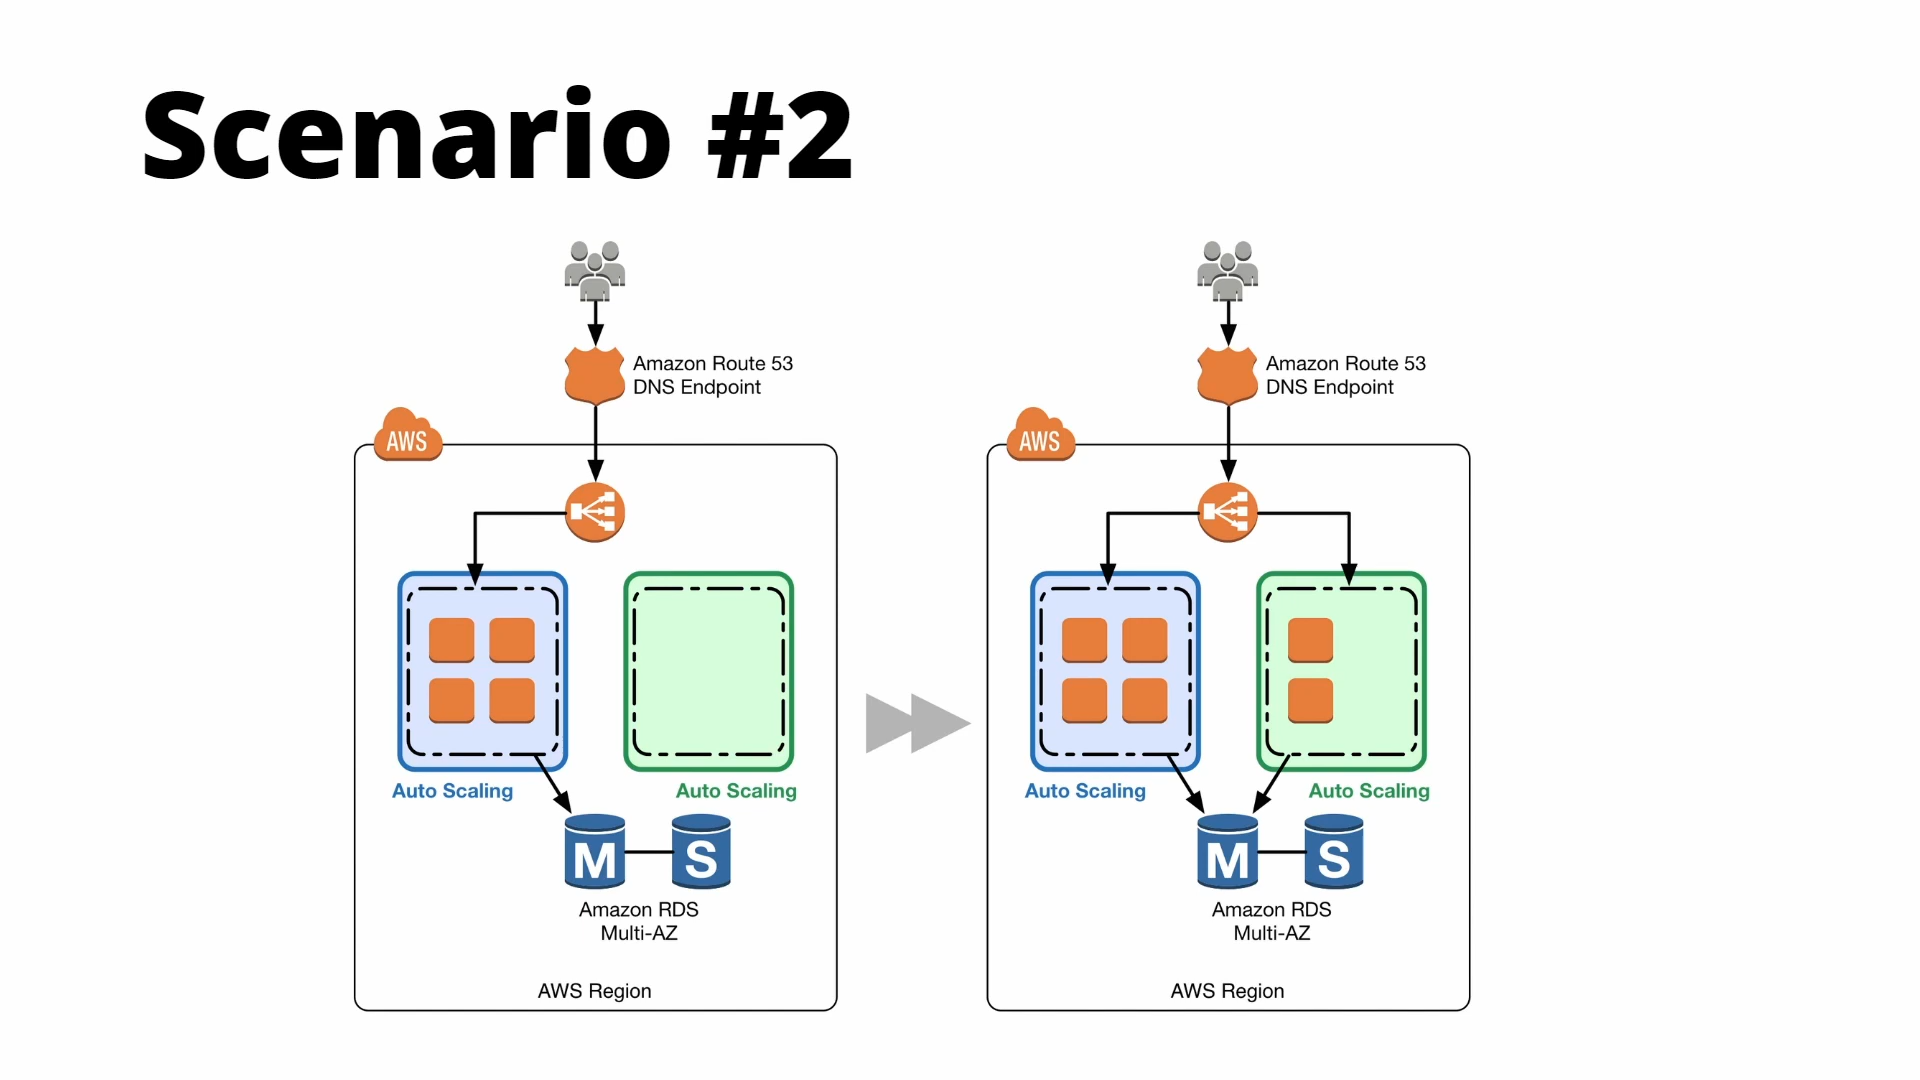 Scenario #2
Amazon Route 53
DNS Endpoint
AWS
Auto Scaling
Auto Scaling
M
S
Amazon RDS
Multi-AZ
AWS Region
Amazon Route 53
DNS Endpoint
AWS
Auto Scaling
Auto Scaling
M
S
Amazon RDS
Multi-AZ
AWS Region